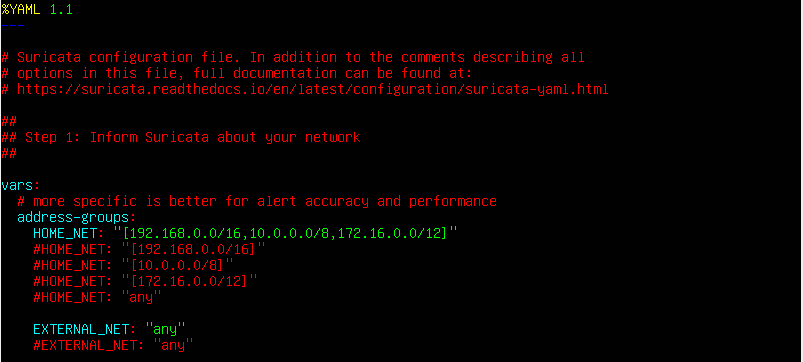 %YAML 1.1
---
# Suricata configuration file. In addition to the comments describing all
# options in this file, full documentation can be found at:
# https://suricata.readthedocs.io/en/latest/configuration/suricata-yaml.html
##
## Step 1: Inform Suricata about your network
##
vars:
# more specific is better for alert accuracy and performance
address-groups:
HOME_NET: "[192.168.0.0/16,10.0.0.0/8,172.16.0.0/12]"
#HOME_NET: "[192.168.0.0/16]"
#HOME_NET: "[10.0.0.0/8]"
#HOME_NET: "[172.16.0.0/12]"
#HOME_NET: "any"
EXTERNAL_NET: "any"
#EXTERNAL_NET: "any"